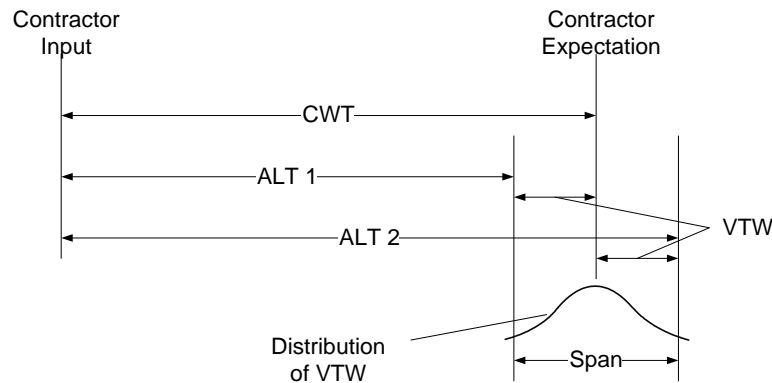 Contractor
Input
Contractor
Expectation
CWT
ALT 1
ALT 2
VTW
Distribution
of VTW
Span